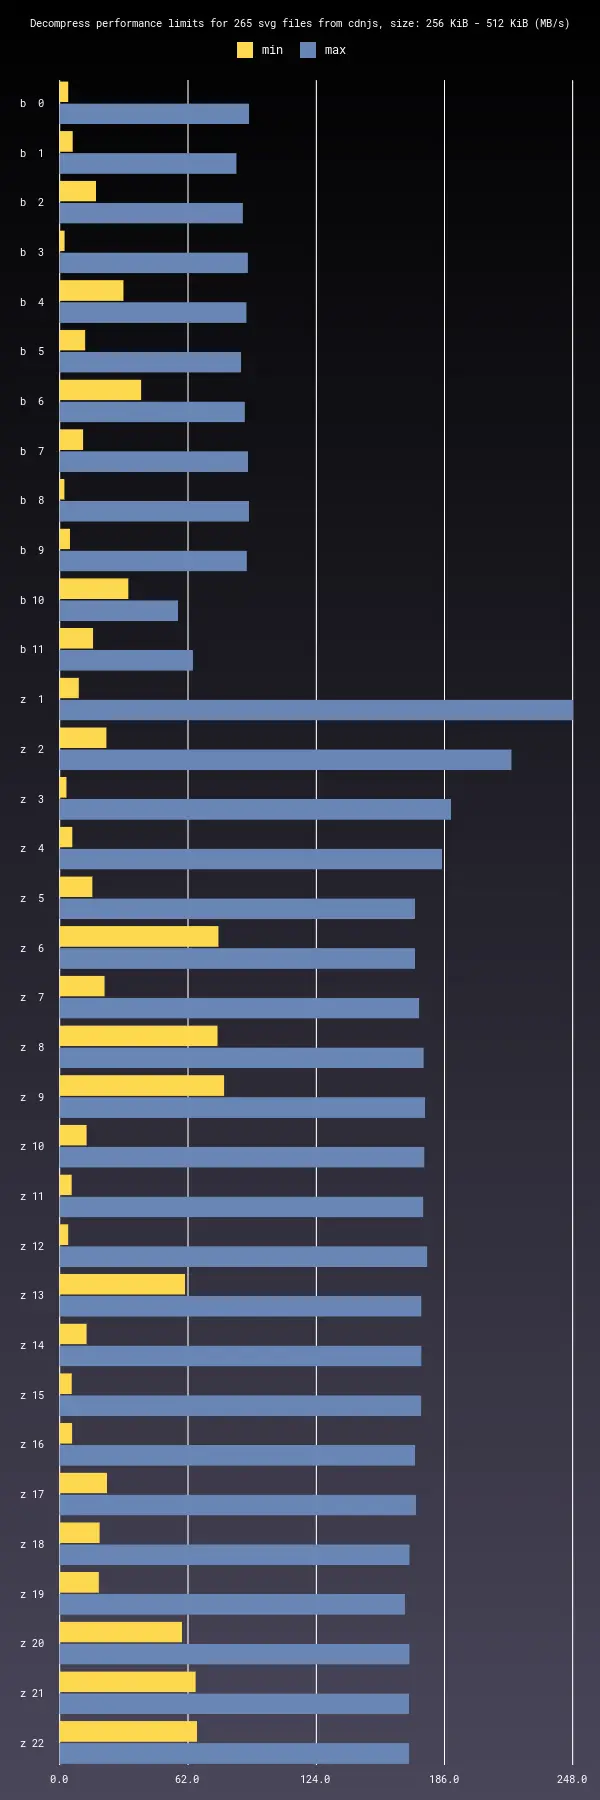 Decompress performance limits for 265 svg files from cdnjs, size: 256 KiB - 512 KiB (MB/s)
min max
b 0
b 1
b 2
b 3
b 4
b 5
b 6
b 7
b 8
b 9
b 10
b 11
z 1
z 2
z 3
z 4
z 5
z 6
z 7
z 8
z 9
z 10
z 11
z 12
z 13
z 14
z 15
z 16
z 17
z 18
z 19
z 20
z 21
z 22
0.0 62.0 124.0 186.0 248.0